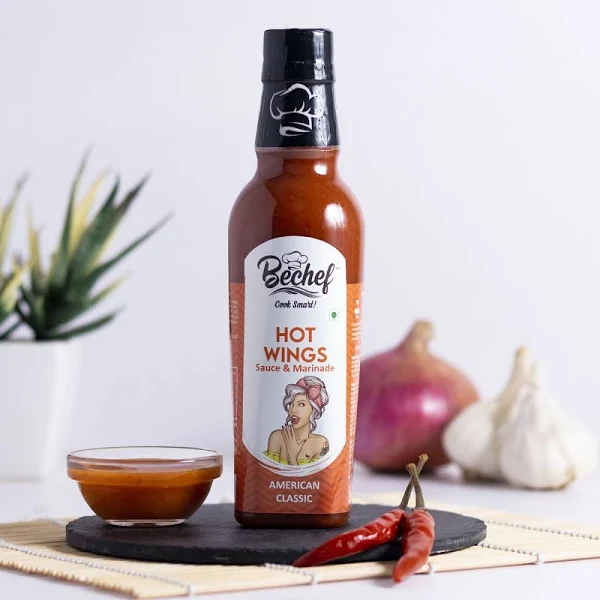 Bechef
Cook Smart!
HOT
WINGS
Sauce & Marinade
AMERICAN
CLASSIC